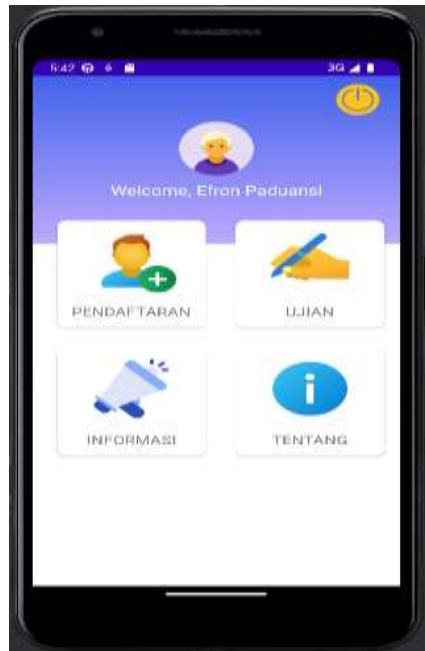 5:42 3G
Welcome, Efron Paduansi
PENDAFTARAN UJIAN
INFORMASI TENTANG